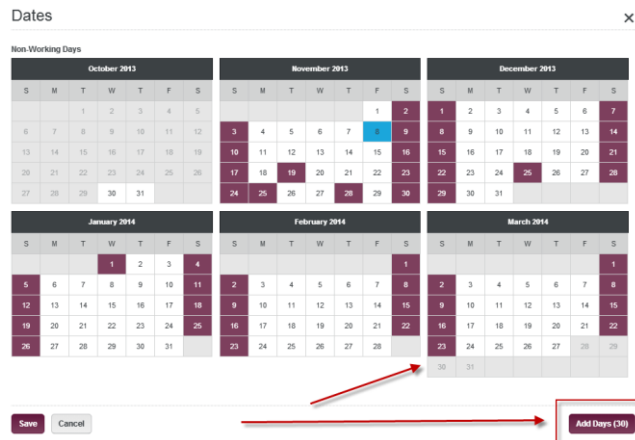 Dates
×
Non-Working Days
October 2013 November 2013 December 2013
S M T W T F S S M T W T F S S M T W T F S
1 2 3 4 5 1 2 1 2 3 4 5 6 7
6 7 8 9 10 11 12 3 4 5 6 7 8 9 8 9 10 11 12 13 14
13 14 15 16 17 18 19 10 11 12 13 14 15 16 15 16 17 18 19 20 21
20 21 22 23 24 25 26 17 18 19 20 21 22 23 22 23 24 25 26 27 28
27 28 29 30 31 24 25 26 27 28 29 30 29 30 31
January 2014 February 2014 March 2014
S M T W T F S S M T W T F S S M T W T F S
1 2 3 4 1 1
5 6 7 8 9 10 11 2 3 4 5 6 7 8 2 3 4 5 6 7 8
12 13 14 15 16 17 18 9 10 11 12 13 14 15 9 10 11 12 13 14 15
19 20 21 22 23 24 25 16 17 18 19 20 21 22 16 17 18 19 20 21 22
26 27 28 29 30 31 23 24 25 26 27 28 23 24 25 26 27 28 29
30 31
Save Cancel Add Days (30)